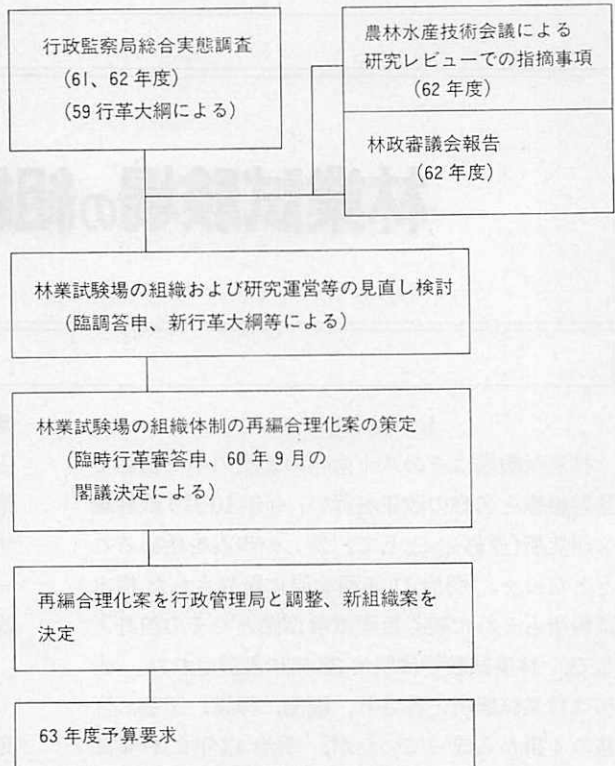 行政監察局総合実態調査
(61、62年度)
(59行革大綱による)
農林水産技術会議による
研究レビューでの指摘事項
(62年度)
林政審議会報告
(62年度)
林業試験場の組織および研究運営等の見直し検討
(臨調答申、新行革大綱等による)
林業試験場の組織体制の再編合理化案の策定
(臨時行革審答申、60年9月の
閣議決定による)
再編合理化案を行政管理局と調整、新組織案を
決定
63年度予算要求